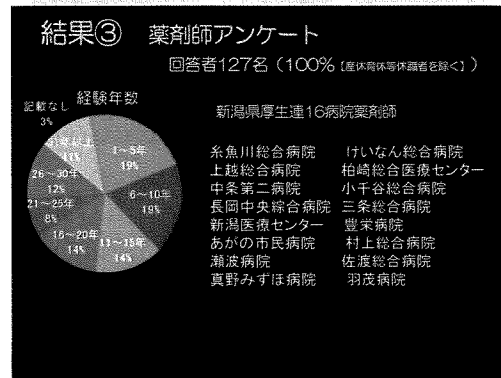 結果③ 薬剤師アンケート
回答者127名（100%【産休育休等休職者を除く】）
経験年数
記載なし
3%
1～5年
19%
6～10年
19%
11～15年
14%
16～20年
14%
21～25年
8%
26～30年
12%
11%
新潟県厚生連16病院薬剤師
糸魚川総合病院 けいなん総合病院
上越総合病院 柏崎総合医療センター
中条第二病院 小千谷総合病院
長岡中央綜合病院 三条総合病院
新潟医療センター 豊栄病院
あがの市民病院 村上総合病院
瀬波病院 佐渡総合病院
真野みずほ病院 羽茂病院